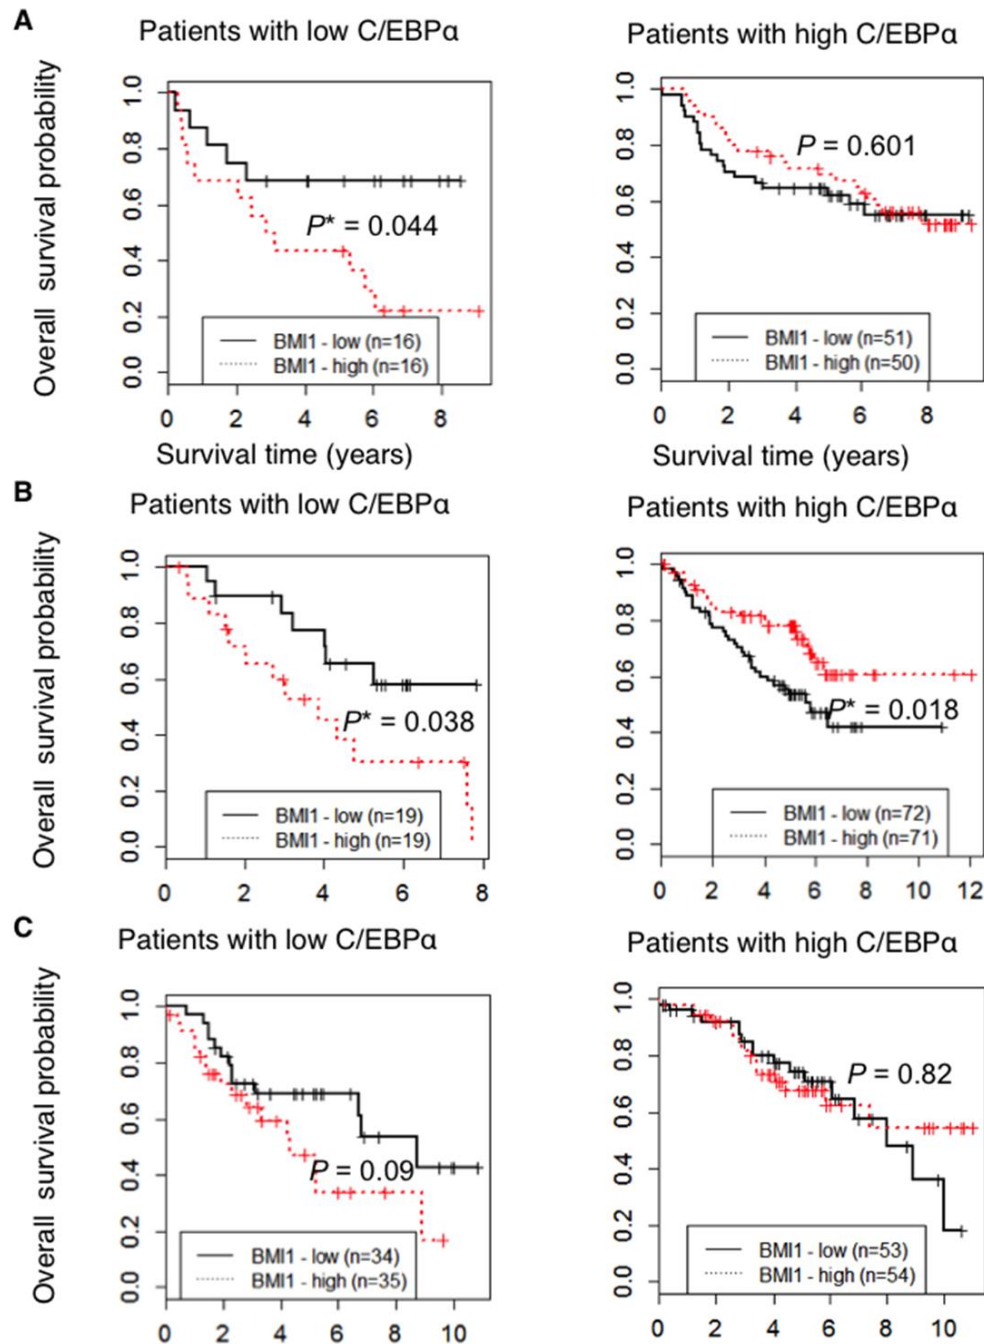 A
Patients with low C/EBPα
Patients with high C/EBPα
Overall survival probability
1.0
0.8
0.6
0.4
0.2
0.0
P* = 0.044
BMI1 - low (n=16)
BMI1 - high (n=16)
0 2 4 6 8
Survival time (years)
1.0
0.8
0.6
0.4
0.2
0.0
P = 0.601
BMI1 - low (n=51)
BMI1 - high (n=50)
0 2 4 6 8
Survival time (years)
B
Patients with low C/EBPα
Patients with high C/EBPα
Overall survival probability
1.0
0.8
0.6
0.4
0.2
0.0
P* = 0.038
BMI1 - low (n=19)
BMI1 - high (n=19)
0 2 4 6 8
1.0
0.8
0.6
0.4
0.2
0.0
P* = 0.018
BMI1 - low (n=72)
BMI1 - high (n=71)
0 2 4 6 8 10 12
C
Patients with low C/EBPα
Patients with high C/EBPα
Overall survival probability
1.0
0.8
0.6
0.4
0.2
0.0
P = 0.09
BMI1 - low (n=34)
BMI1 - high (n=35)
0 2 4 6 8 10
1.0
0.8
0.6
0.4
0.2
0.0
P = 0.82
BMI1 - low (n=53)
BMI1 - high (n=54)
0 2 4 6 8 10